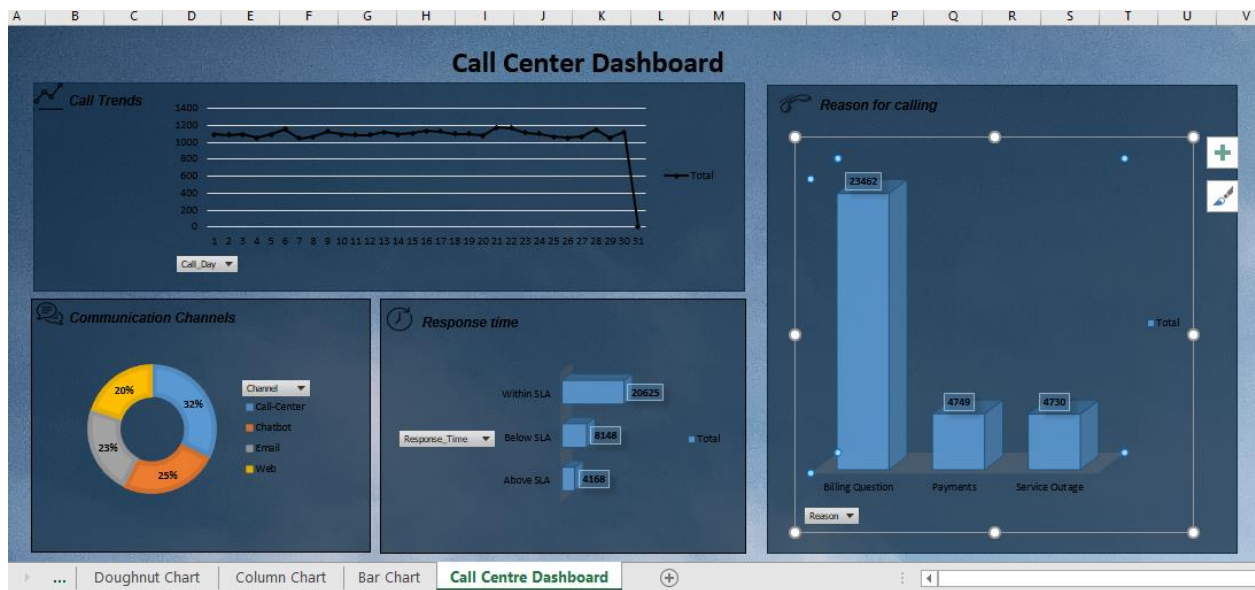 A B C D E F G H I J K L M N O P Q R S T U V
Call Center Dashboard
Call Trends
1400
1200
1000
800
600
400
200
0
1 2 3 4 5 6 7 8 9 10 11 12 13 14 15 16 17 18 19 20 21 22 23 24 25 26 27 28 29 30 31
Total
Call_Day
Communication Channels
20%
32%
23%
25%
Channel
Call-Center
Chatbot
Email
Web
Response time
Within SLA 20625
Below SLA 8148
Above SLA 4168
Response_Time
Total
Reason for calling
23462
4749
4730
Total
Billing Question Payments Service Outage
Reason
... Doughnut Chart Column Chart Bar Chart Call Centre Dashboard